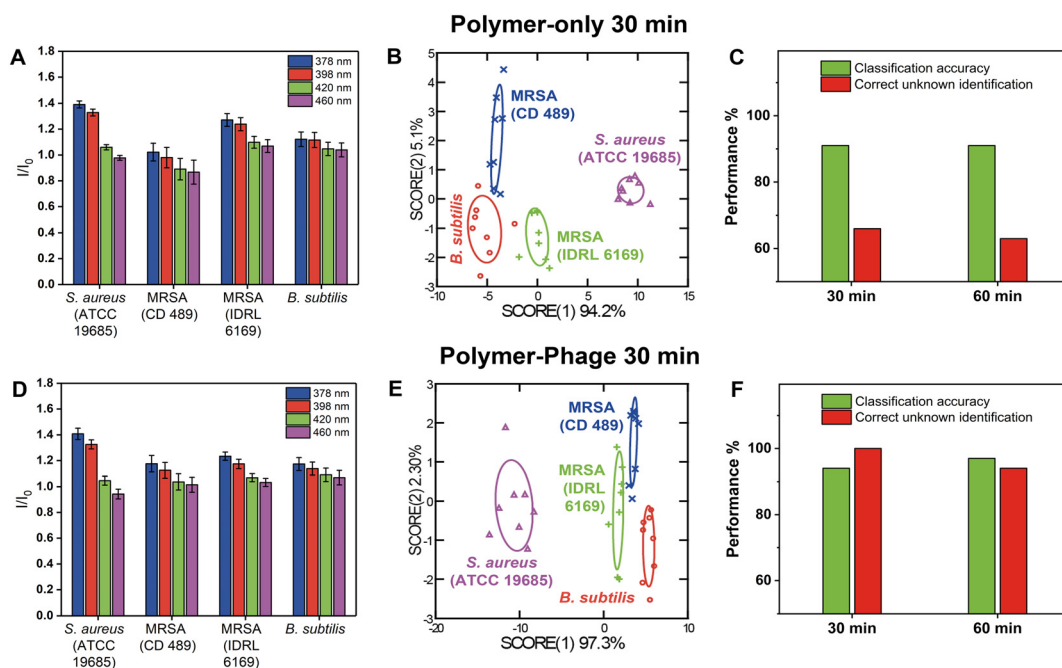 Polymer-only 30 min
A
1.8
1.6
1.4
1.2
1.0
0.8
0.6
0.4
0.2
0.0
I/I0
378 nm
398 nm
420 nm
460 nm
S. aureus
(ATCC
19685)
MRSA
(CD 489)
MRSA
(IDRL
6169)
B. subtilis
B
5
4
3
2
1
0
-1
-2
-3
SCORE(2) 5.1%
MRSA
(CD 489)
S. aureus
(ATCC 19685)
B. subtilis
MRSA
(IDRL 6169)
-10 -5 0 5 10 15
SCORE(1) 94.2%
C
Classification accuracy
Correct unknown identification
Performance %
100
80
60
30 min 60 min
Polymer-Phage 30 min
D
1.8
1.6
1.4
1.2
1.0
0.8
0.6
0.4
0.2
0.0
I/I0
378 nm
398 nm
420 nm
460 nm
S. aureus
(ATCC
19685)
MRSA
(CD 489)
MRSA
(IDRL
6169)
B. subtilis
E
3
2
1
0
-1
-2
-3
SCORE(2) 2.30%
MRSA
(CD 489)
MRSA
(IDRL
6169)
S. aureus
(ATCC 19685)
B. subtilis
-20 -10 0 10
SCORE(1) 97.3%
F
Classification accuracy
Correct unknown identification
Performance %
100
80
60
30 min 60 min